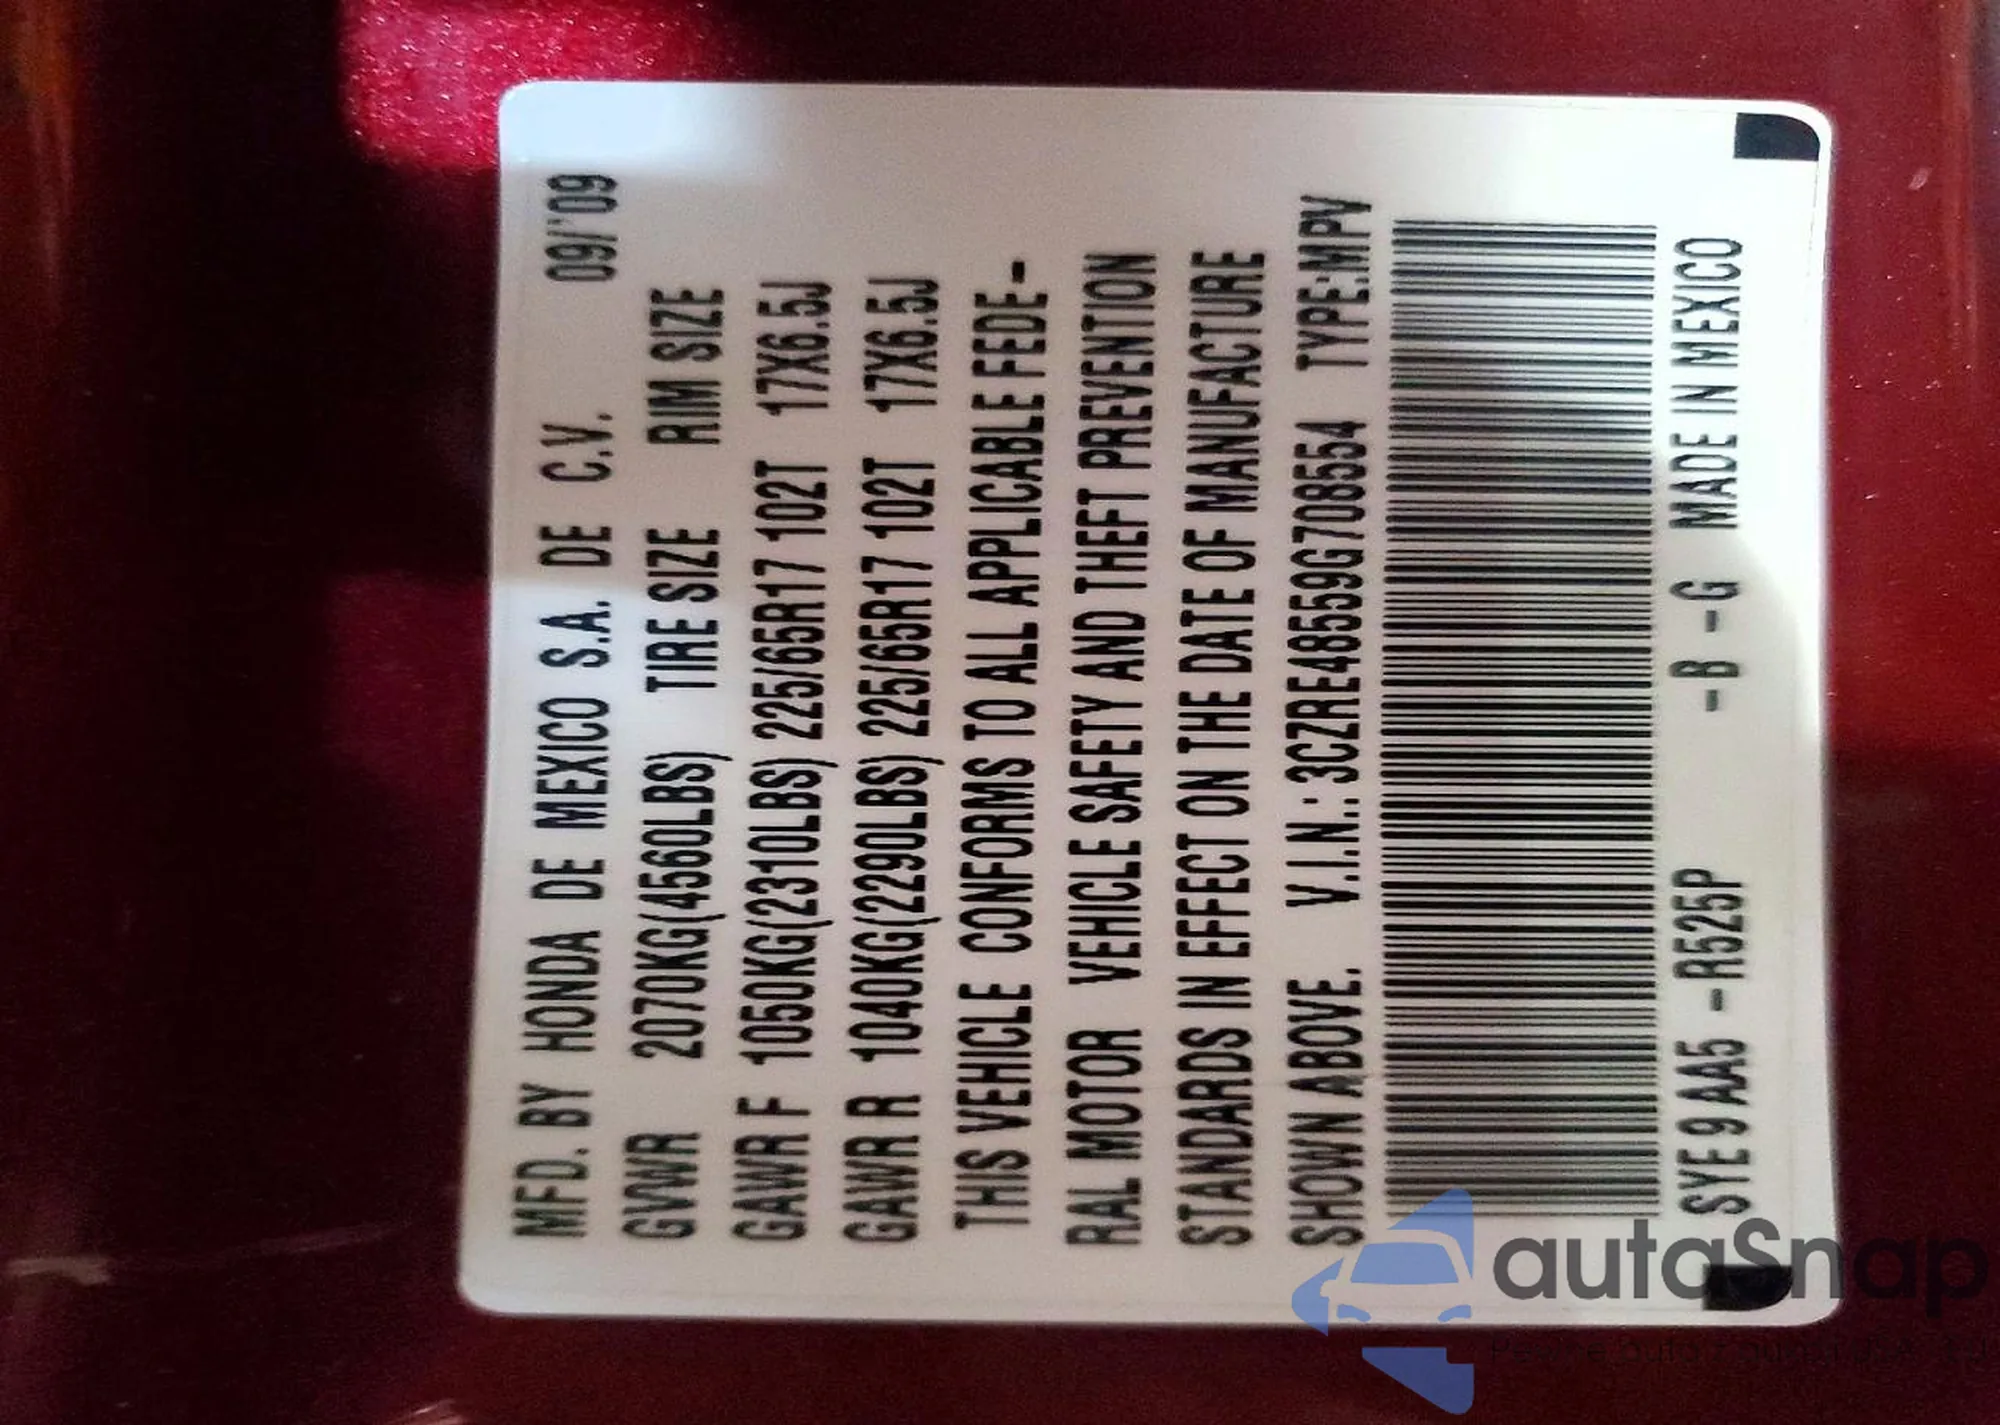 MFD. BY HONDA DE MEXICO S.A. DE C.V. 09/'09
GVWR 2070KG(4560LBS) TIRE SIZE RIM SIZE
GAWR F 1050KG(2310LBS) 225/65R17 102T 17X6.5J
GAWR R 1040KG(2290LBS) 225/65R17 102T 17X6.5J
THIS VEHICLE CONFORMS TO ALL APPLICABLE FEDE-
RAL MOTOR VEHICLE SAFETY AND THEFT PREVENTION
STANDARDS IN EFFECT ON THE DATE OF MANUFACTURE
SHOWN ABOVE. V.I.N.: 3CZRE48559G708554 TYPE:MPV
SYE9AA5 -R525P -B -G MADE IN MEXICO
autoSnap